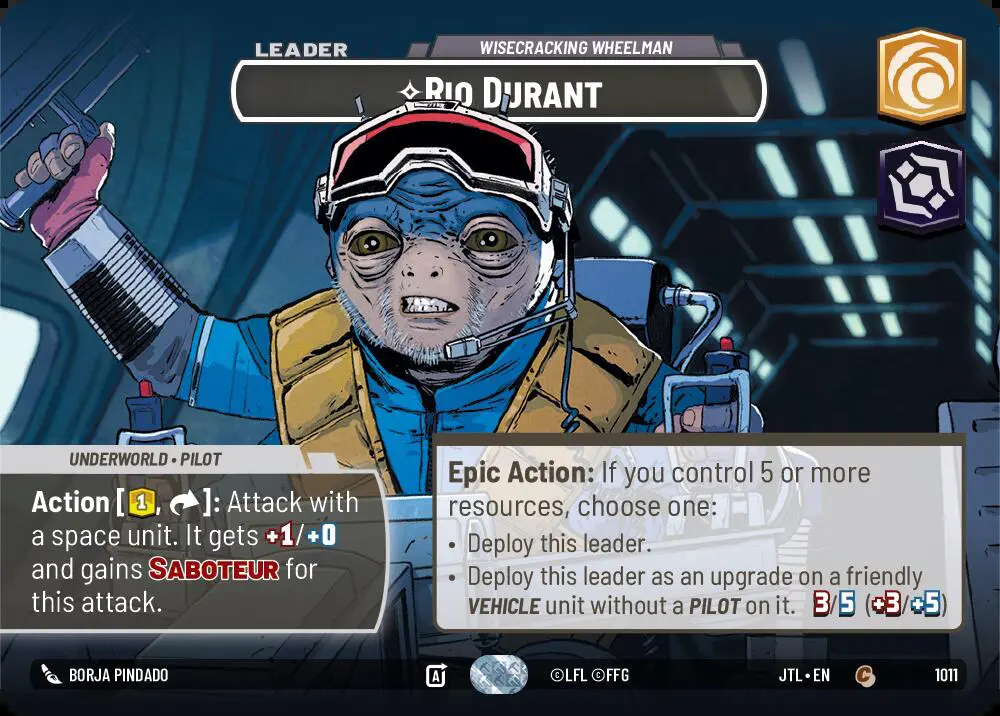 LEADER
WISECRACKING WHEELMAN
RIO DURANT
UNDERWORLD • PILOT
Action [1, ]: Attack with
a space unit. It gets +1/+0
and gains SABOTEUR for
this attack.
Epic Action: If you control 5 or more
resources, choose one:
• Deploy this leader.
• Deploy this leader as an upgrade on a friendly
VEHICLE unit without a PILOT on it. 3/5 (+3/+5)
BORJA PINDADO
A
©LFL ©FFG
JTL • EN
C
1011